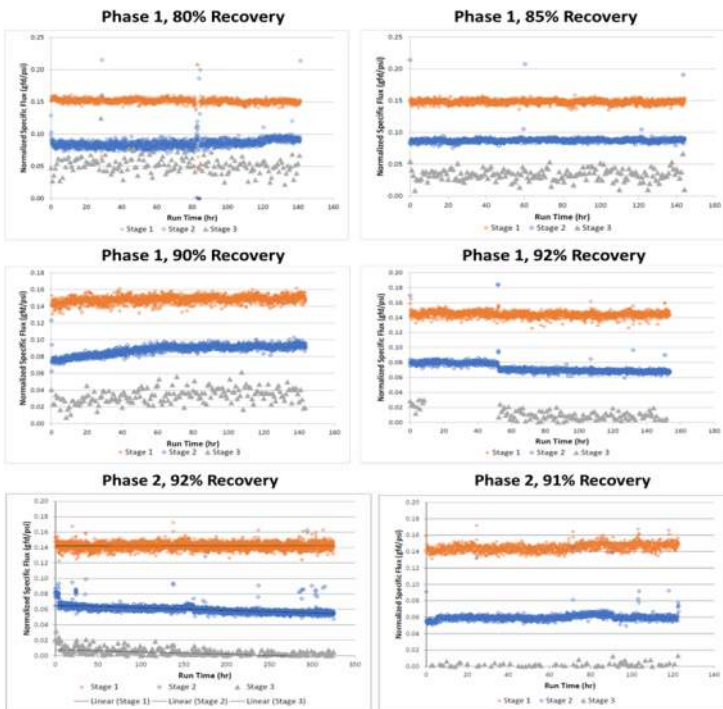 Phase 1, 80% Recovery
Normalized Specific Flux (gfd/psi)
0.25
0.20
0.15
0.10
0.05
0.00
0 20 40 60 80 100 120 140 160
Run Time (hr)
Stage 1 Stage 2 Stage 3
Phase 1, 85% Recovery
Normalized Specific Flux (gfd/psi)
0.25
0.20
0.15
0.10
0.05
0.00
0 20 40 60 80 100 120 140 160
Run Time (hr)
Stage 1 Stage 2 Stage 3
Phase 1, 90% Recovery
Normalized Specific Flux (gfd/psi)
0.18
0.16
0.14
0.12
0.10
0.08
0.06
0.04
0.02
0.00
0 20 40 60 80 100 120 140 160
Run Time (hr)
Stage 1 Stage 2 Stage 3
Phase 1, 92% Recovery
Normalized Specific Flux (gfd/psi)
0.20
0.18
0.16
0.14
0.12
0.10
0.08
0.06
0.04
0.02
0.00
0 20 40 60 80 100 120 140 160 180
Run Time (hr)
Stage 1 Stage 2 Stage 3
Phase 2, 92% Recovery
Normalized Specific Flux (gfd/psi)
0.20
0.18
0.16
0.14
0.12
0.10
0.08
0.06
0.04
0.02
0.00
0 50 100 150 200 250 300 350
Run Time (hr)
Stage 1 Stage 2 Stage 3
Linear (Stage 1) Linear (Stage 2) Linear (Stage 3)
Phase 2, 91% Recovery
Normalized Specific Flux (gfd/psi)
0.20
0.18
0.16
0.14
0.12
0.10
0.08
0.06
0.04
0.02
0.00
0 20 40 60 80 100 120 140
Run Time (hr)
Stage 1 Stage 2 Stage 3